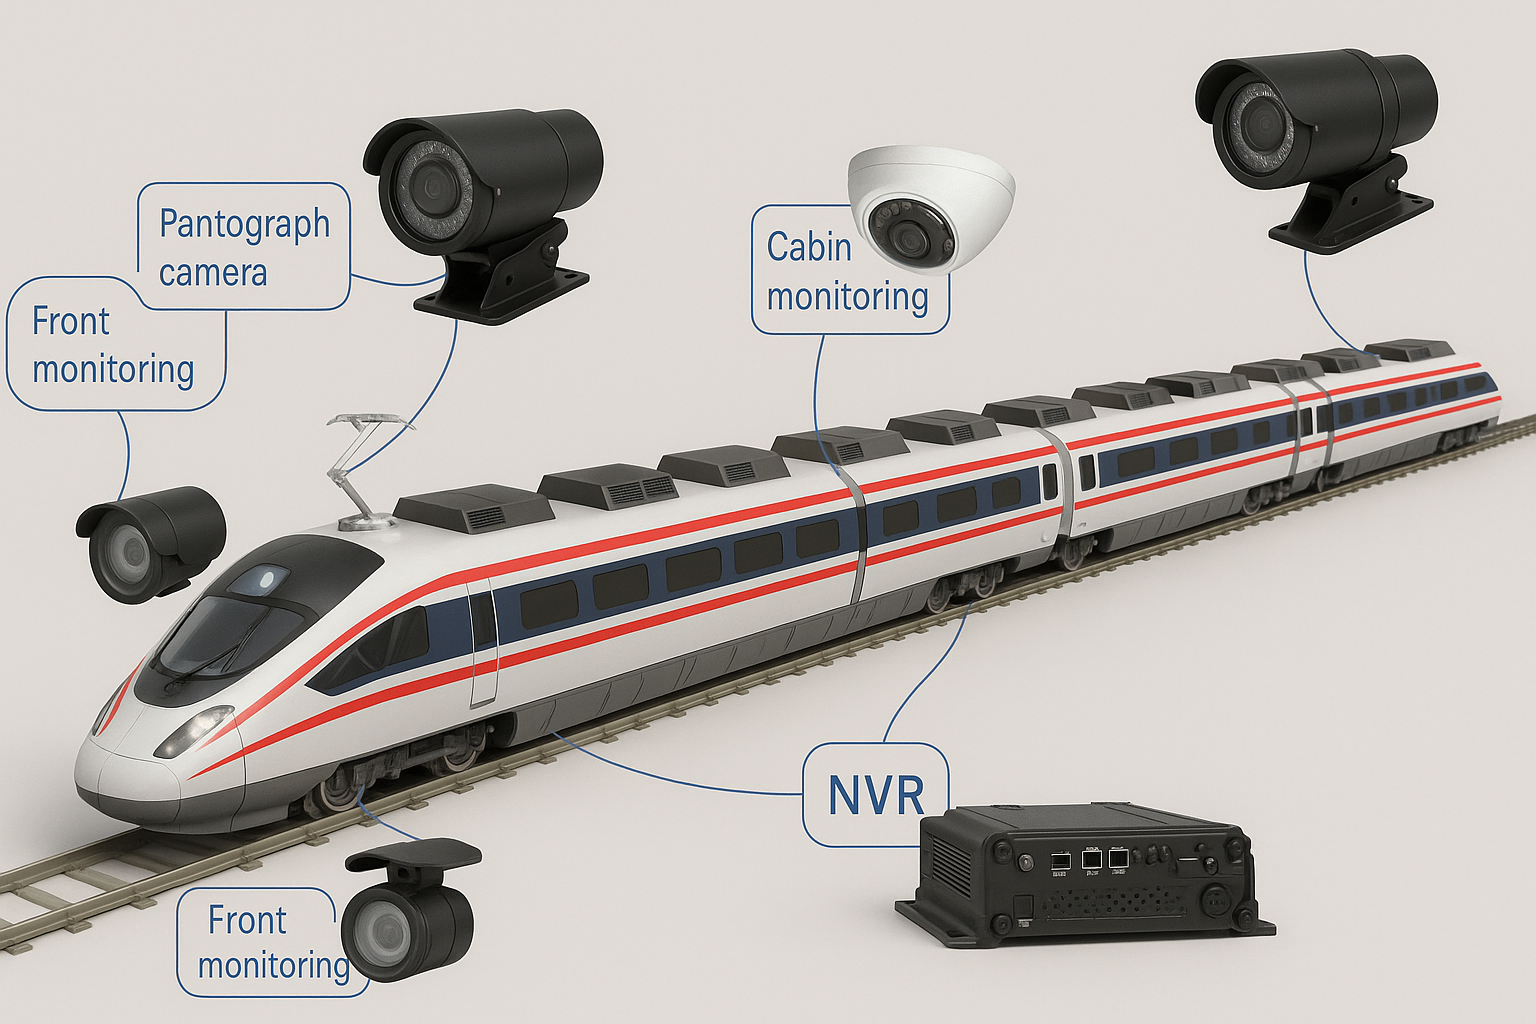 Pantograph
camera
Front
monitoring
Cabin
monitoring
NVR
Front
monitoring